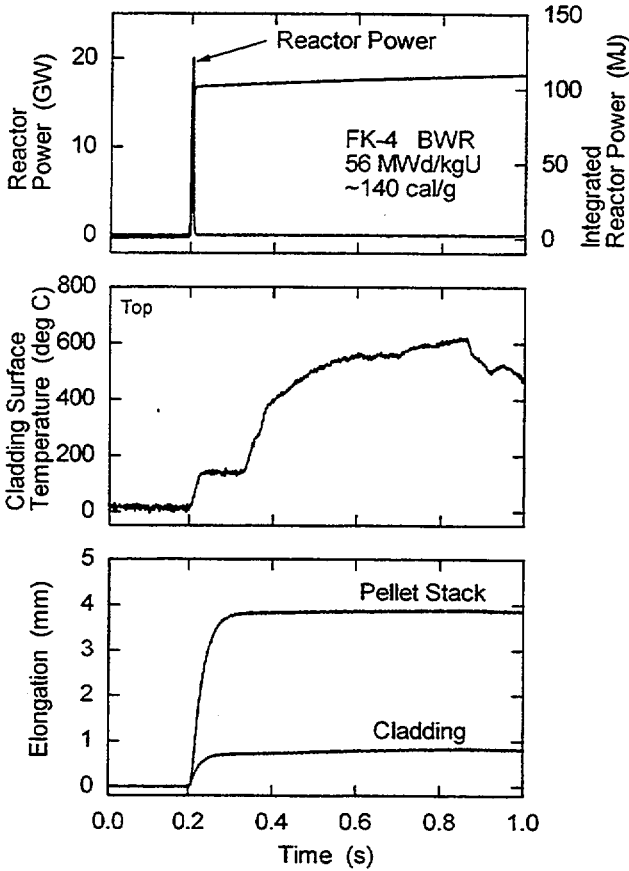 Reactor Power
Reactor
Power (GW)
20
10
0
150
100
50
0
Integrated
Reactor Power (MJ)
FK-4 BWR
56 MWd/kgU
~140 cal/g
Top
Cladding Surface
Temperature (deg C)
800
600
400
200
0
Elongation (mm)
5
4
3
2
1
0
Pellet Stack
Cladding
0.0 0.2 0.4 0.6 0.8 1.0
Time (s)